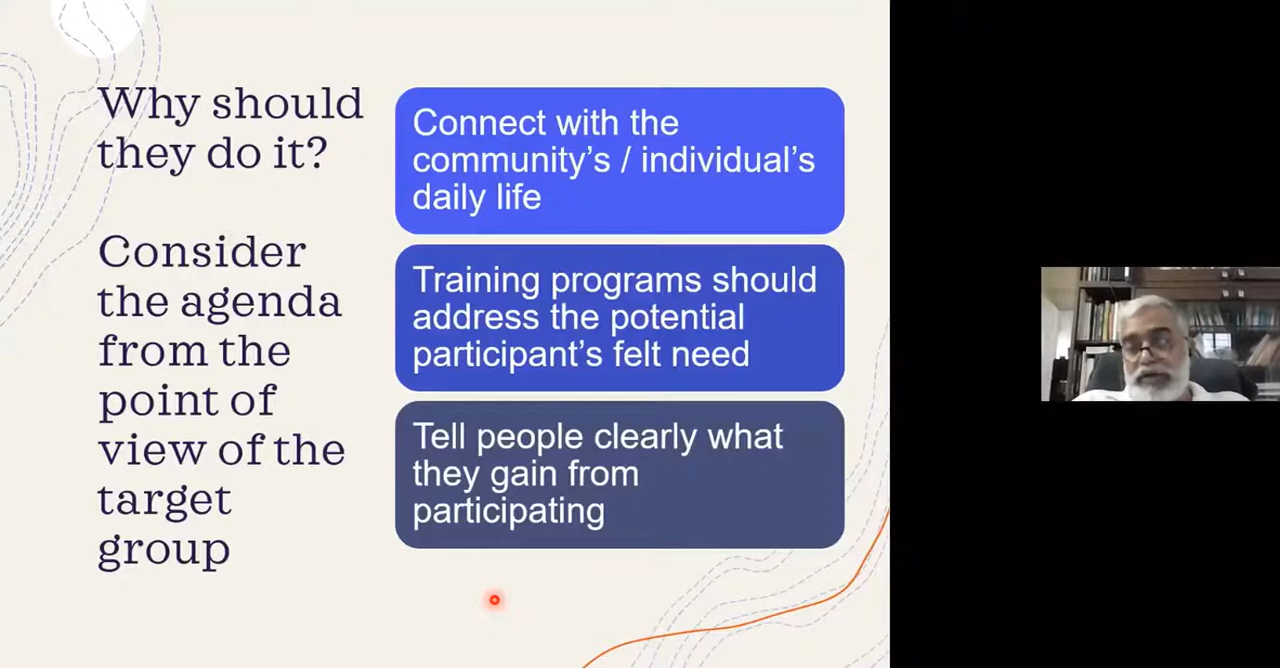 Why should
they do it?
Consider
the agenda
from the
point of
view of the
target
group
Connect with the
community’s / individual’s
daily life
Training programs should
address the potential
participant’s felt need
Tell people clearly what
they gain from
participating